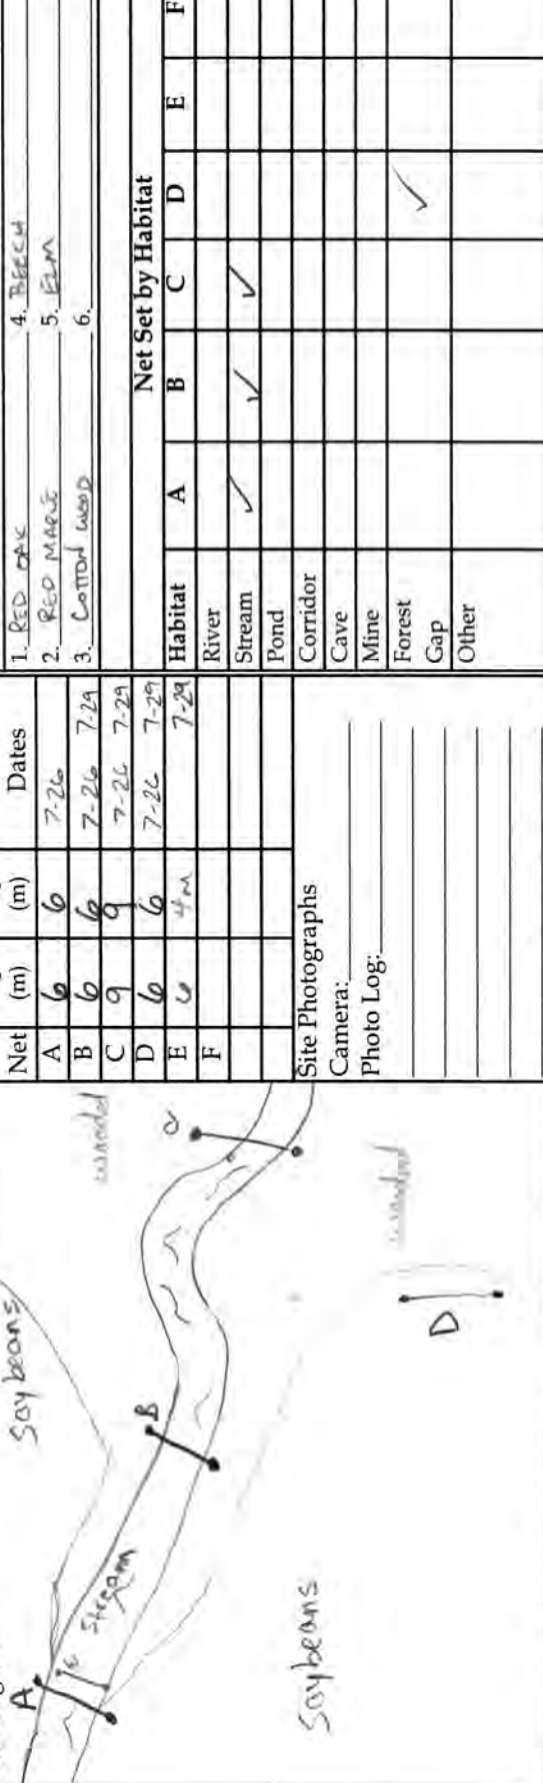 Soybeans
wooded
A
E
Stream
B
C
Soybeans
D
wooded
Net (m) (m) Dates
A 6 6 7-26
B 6 6 7-26 7-29
C 9 9 7-26 7-29
D 6 6 7-26 7-29
E 6 4m 7-29
F
Site Photographs
Camera:
Photo Log:
1. RED OAK 4. BEECH
2. RED MAPLE 5. ELM
3. COTTON WOOD 6.
Net Set by Habitat
Habitat A B C D E F
River
Stream ✓ ✓ ✓
Pond
Corridor
Cave
Mine
Forest
Gap ✓
Other